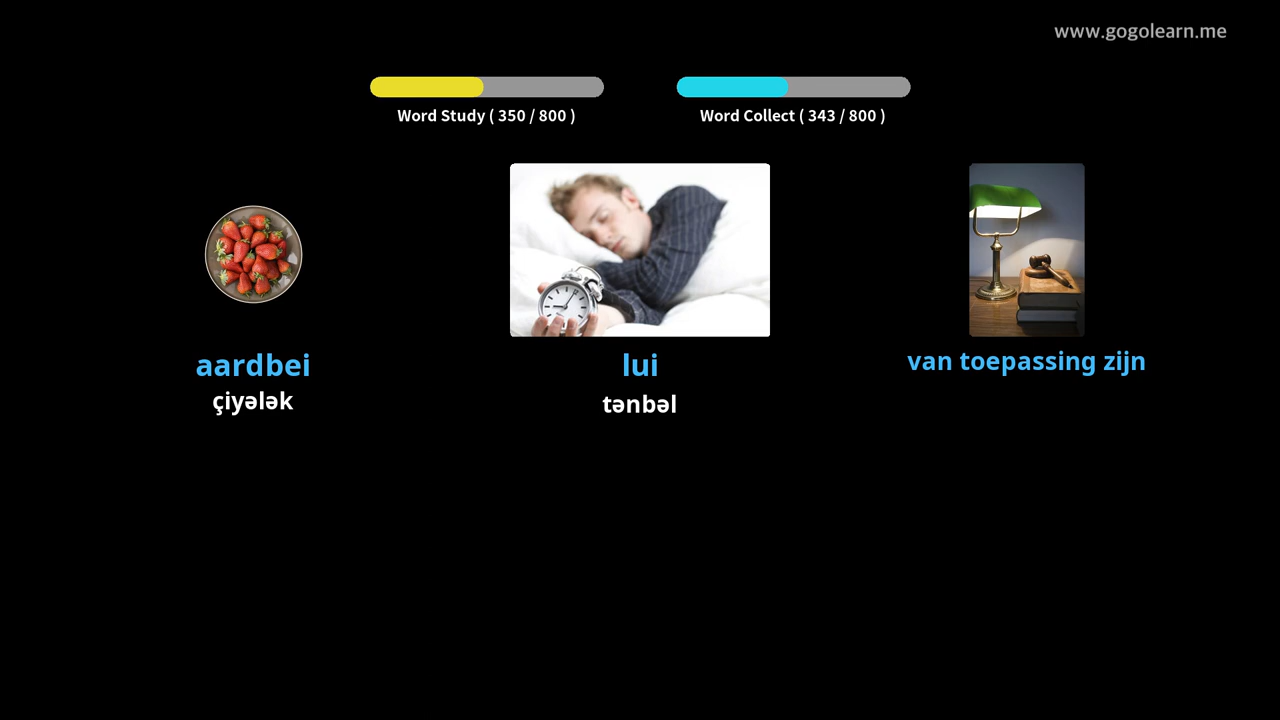 www.gogolearn.me
Word Study ( 350 / 800 )
Word Collect ( 343 / 800 )
aardbei
çiyələk
lui
tənbəl
van toepassing zijn